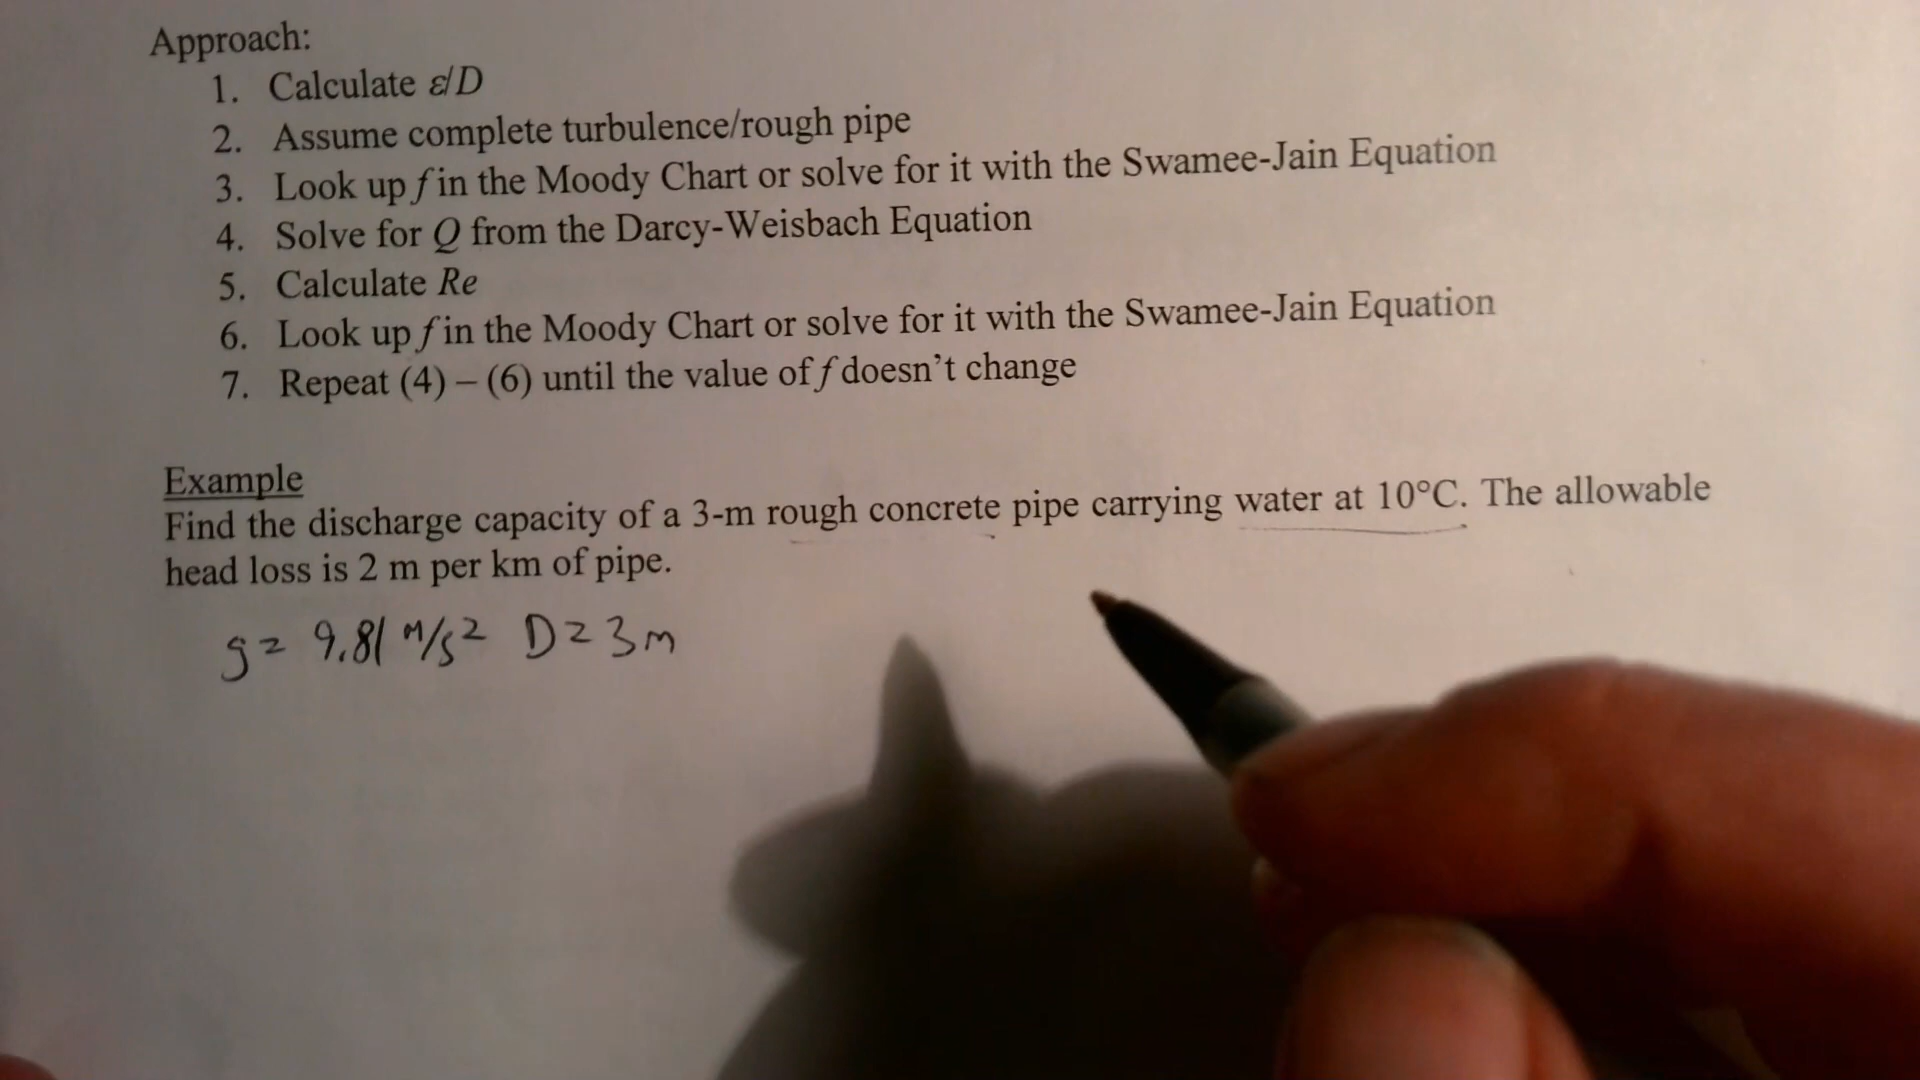 Approach:
1. Calculate ε/D
2. Assume complete turbulence/rough pipe
3. Look up f in the Moody Chart or solve for it with the Swamee-Jain Equation
4. Solve for Q from the Darcy-Weisbach Equation
5. Calculate Re
6. Look up f in the Moody Chart or solve for it with the Swamee-Jain Equation
7. Repeat (4) – (6) until the value of f doesn't change
Example
Find the discharge capacity of a 3-m rough concrete pipe carrying water at 10°C. The allowable
head loss is 2 m per km of pipe.
g = 9.81 m/s² D = 3 m